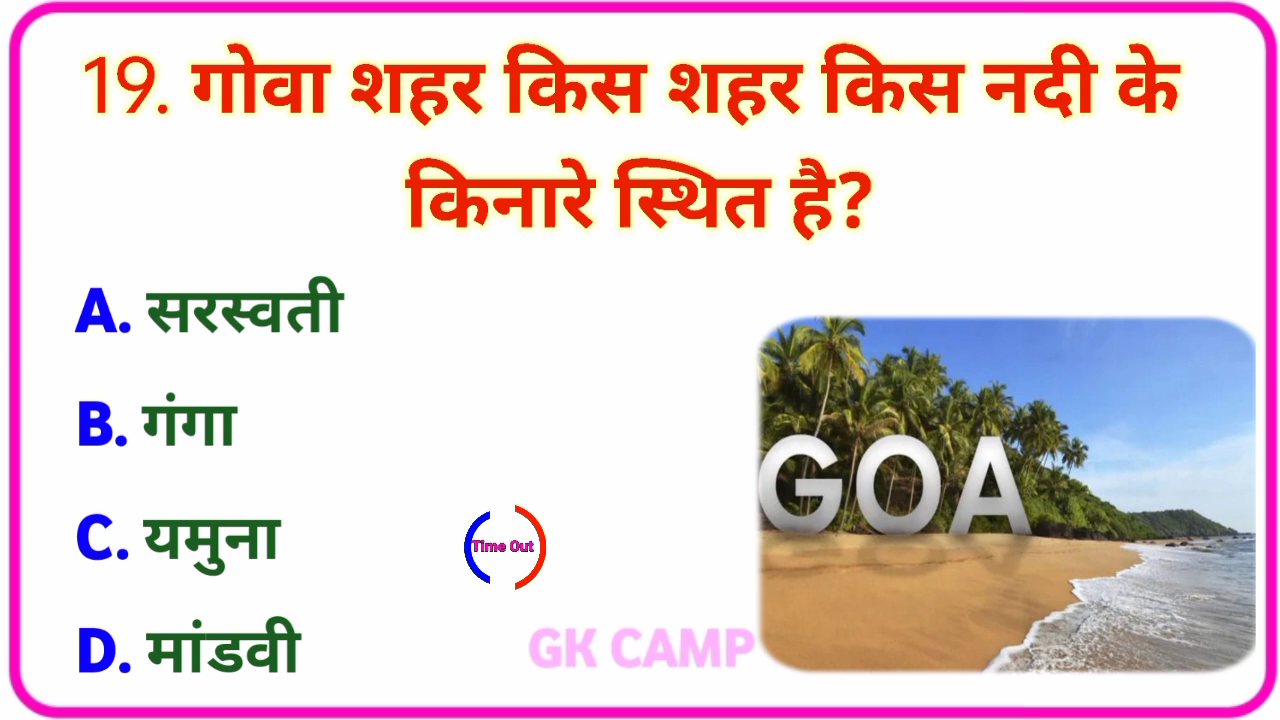 19. गोवा शहर किस शहर किस नदी के
किनारे स्थित है?
A. सरस्वती
B. गंगा
C. यमुना
D. मांडवी
Time Out
GK CAMP
GOA